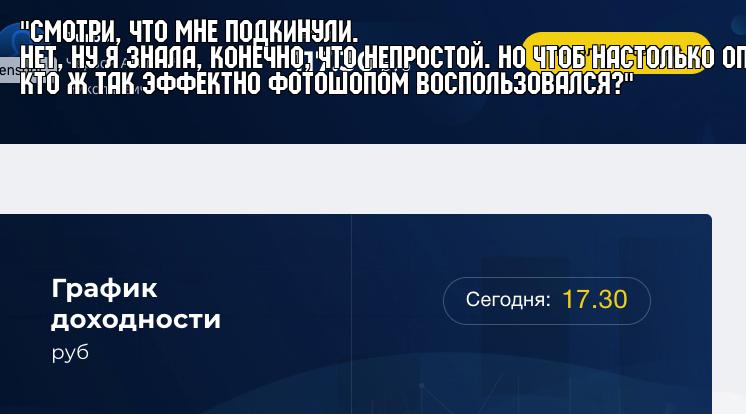 "СМОТРИ, ЧТО МНЕ ПОДКИНУЛИ.
НЕТ, НУ Я ЗНАЛА, КОНЕЧНО, ЧТО НЕПРОСТОЙ. НО ЧТОБ НАСТОЛЬКО ОП
КТО Ж ТАК ЭФФЕКТНО ФОТОШОПОМ ВОСПОЛЬЗОВАЛСЯ?"
График
доходности
руб
Сегодня: 17.30